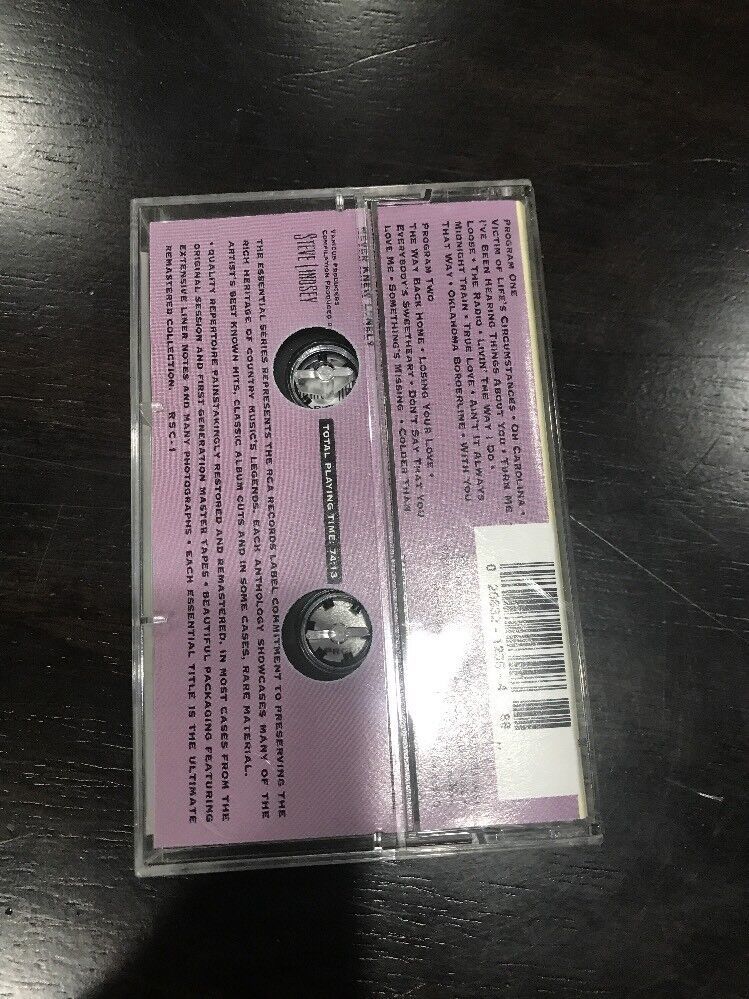 PROGRAM ONE
VICTIM OF LIFE'S CIRCUMSTANCES • OH CAROLINA •
I'VE BEEN HEARING THINGS ABOUT YOU • TURN ME
LOOSE • THE RADIO • LIVIN' THE WAY I DO •
MIDNIGHT TRAIN • TRUE LOVE • AIN'T IT ALWAYS
THAT WAY • OKLAHOMA BORDERLINE • WITH YOU
PROGRAM TWO
THE WAY BACK HOME • LOSING YOUR LOVE •
EVERYBODY'S SWEETHEART • DON'T SAY THAT YOU
LOVE ME • SOMETHING'S MISSING • COLDER THAN
NEVER KNEW LONELY
VARIOUS PRODUCERS
COMPILATION PRODUCED
STEVE LINDSEY
TOTAL PLAYING TIME: 74:13
THE ESSENTIAL SERIES REPRESENTS THE RCA RECORDS LABEL COMMITMENT TO PRESERVING THE
RICH HERITAGE OF COUNTRY MUSIC'S LEGENDS. EACH ANTHOLOGY SHOWCASES MANY OF THE
ARTIST'S BEST KNOWN HITS, CLASSIC ALBUM CUTS AND IN SOME CASES, RARE MATERIAL.
• QUALITY REPERTOIRE PAINSTAKINGLY RESTORED AND REMASTERED, IN MOST CASES FROM THE
ORIGINAL SESSION AND FIRST GENERATION MASTER TAPES • BEAUTIFUL PACKAGING FEATURING
EXTENSIVE LINER NOTES AND MANY PHOTOGRAPHS • EACH ESSENTIAL TITLE IS THE ULTIMATE
REMASTERED COLLECTION. RSC-1